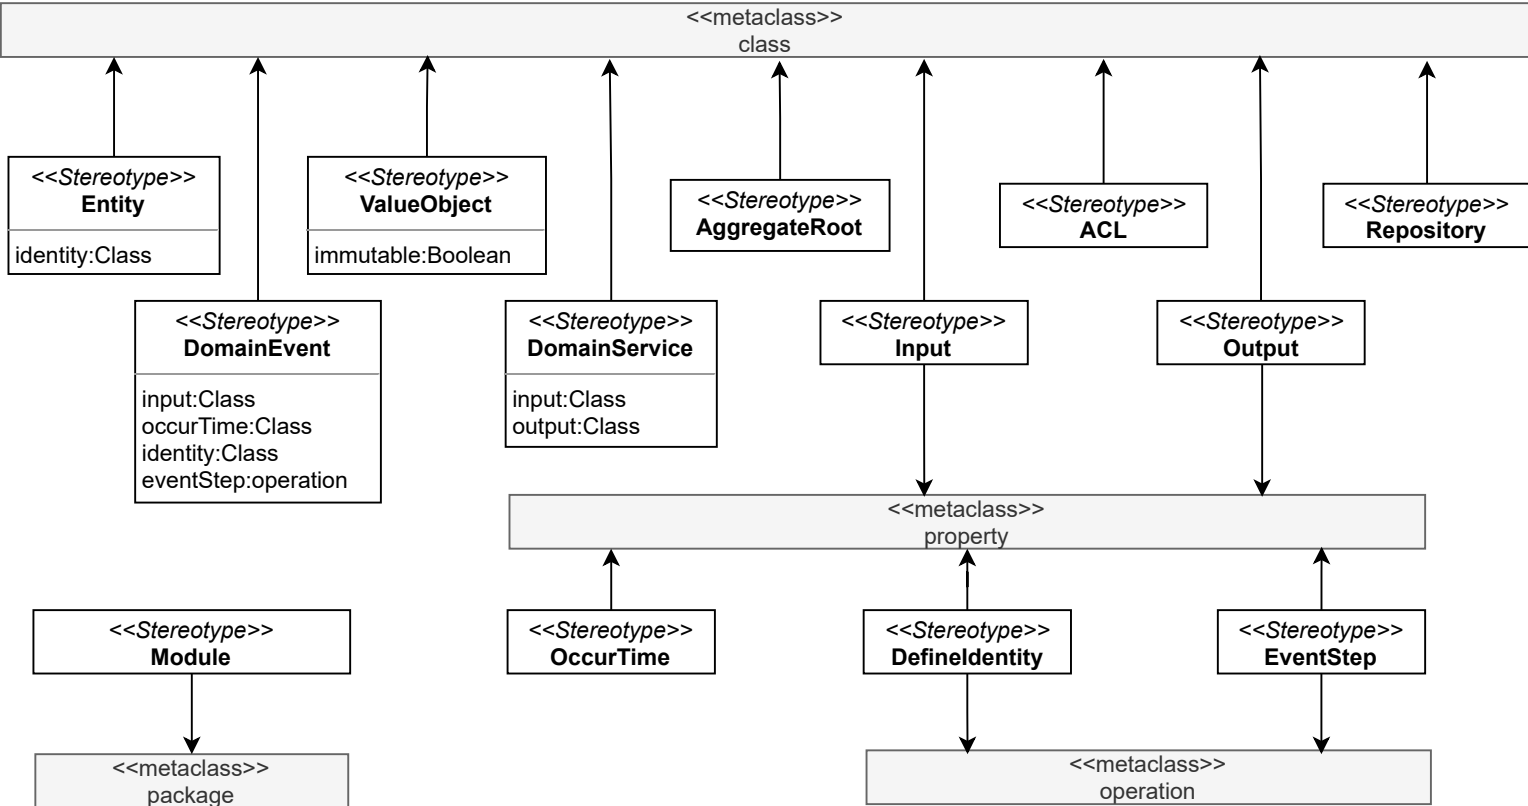 <<metaclass>>
class
<<Stereotype>>
Entity
identity:Class
<<Stereotype>>
ValueObject
immutable:Boolean
<<Stereotype>>
AggregateRoot
<<Stereotype>>
ACL
<<Stereotype>>
Repository
<<Stereotype>>
DomainEvent
input:Class
occurTime:Class
identity:Class
eventStep:operation
<<Stereotype>>
DomainService
input:Class
output:Class
<<Stereotype>>
Input
<<Stereotype>>
Output
<<metaclass>>
property
<<Stereotype>>
Module
<<Stereotype>>
OccurTime
<<Stereotype>>
DefineIdentity
<<Stereotype>>
EventStep
<<metaclass>>
package
<<metaclass>>
operation